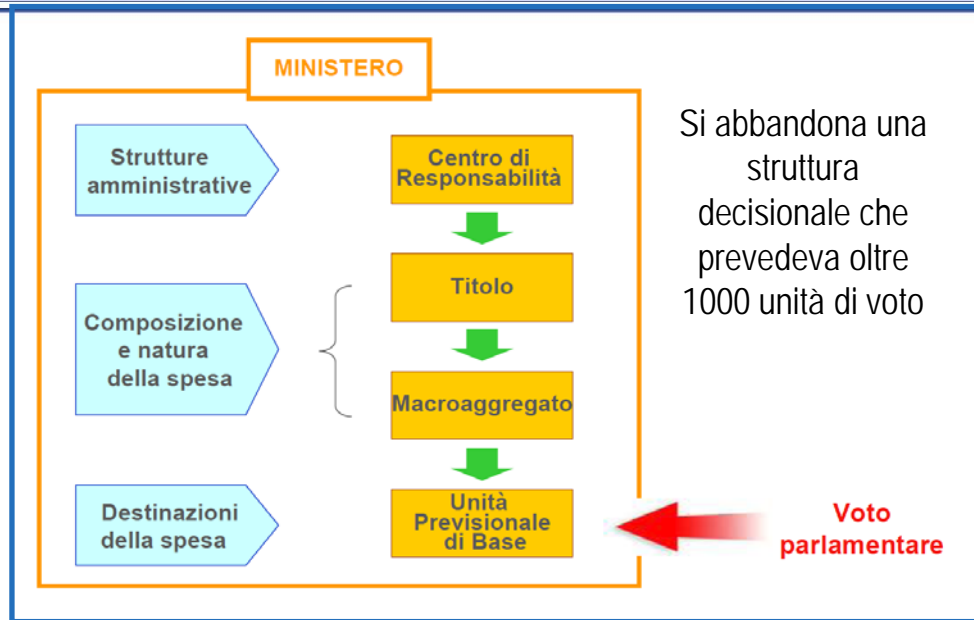 MINISTERO
Strutture
amministrative
Centro di
Responsabilità
Titolo
Composizione
e natura
della spesa
Macroaggregato
Destinazioni
della spesa
Unità
Previsionale
di Base
Si abbandona una
struttura
decisionale che
prevedeva oltre
1000 unità di voto
Voto
parlamentare